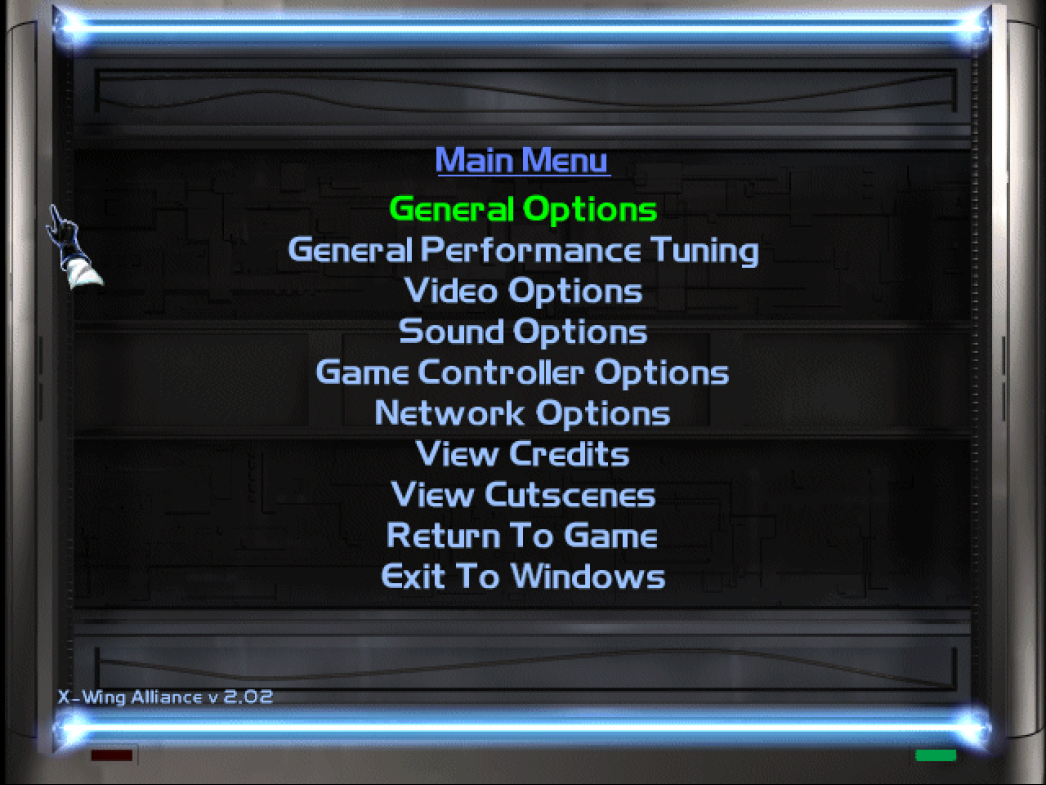 Main Menu
General Options
General Performance Tuning
Video Options
Sound Options
Game Controller Options
Network Options
View Credits
View Cutscenes
Return To Game
Exit To Windows
X-Wing Alliance v 2.02